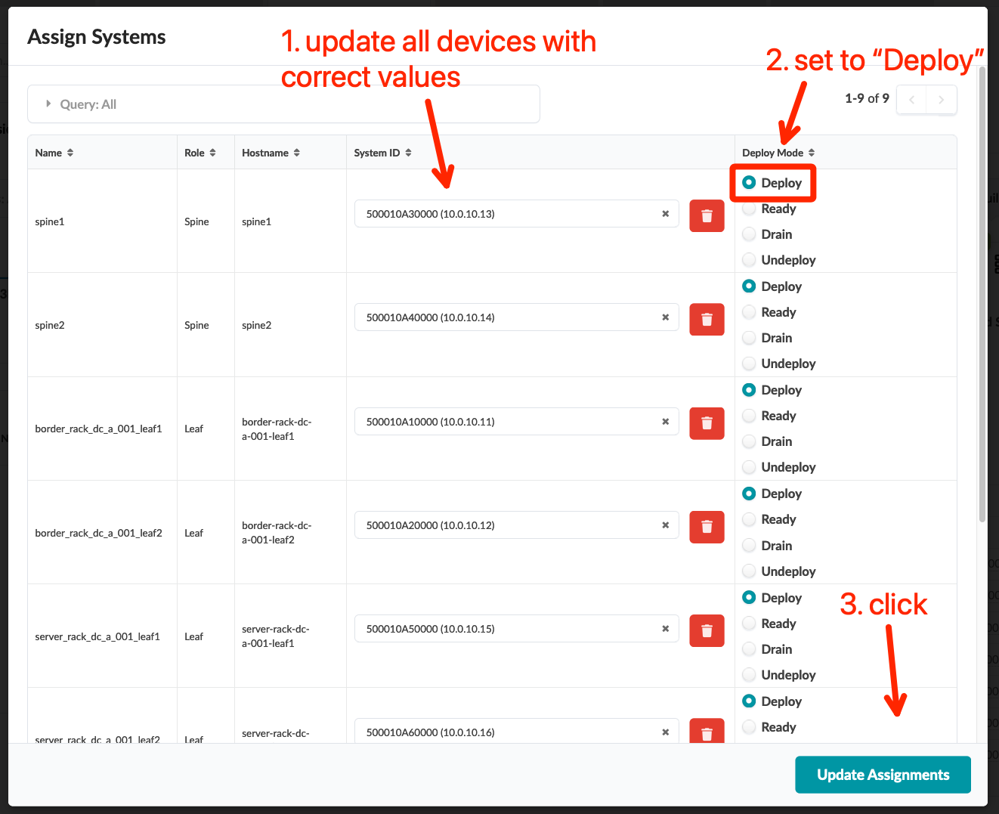 Assign Systems
1. update all devices with
correct values
2. set to “Deploy”
Query: All
1-9 of 9
Name Role Hostname System ID Deploy Mode
spine1 Spine spine1 500010A30000 (10.0.10.13)
Deploy
Ready
Drain
Undeploy
spine2 Spine spine2 500010A40000 (10.0.10.14)
Deploy
Ready
Drain
Undeploy
border_rack_dc_a_001_leaf1 Leaf border-rack-dc-
a-001-leaf1
500010A10000 (10.0.10.11)
Deploy
Ready
Drain
Undeploy
border_rack_dc_a_001_leaf2 Leaf border-rack-dc-
a-001-leaf2
500010A20000 (10.0.10.12)
Deploy
Ready
Drain
Undeploy
server_rack_dc_a_001_leaf1 Leaf server-rack-dc-
a-001-leaf1
500010A50000 (10.0.10.15)
Deploy
Ready
Drain
Undeploy
3. click
server_rack_dc_a_001_leaf2 Leaf server-rack-dc-
500010A60000 (10.0.10.16)
Deploy
Ready
Update Assignments